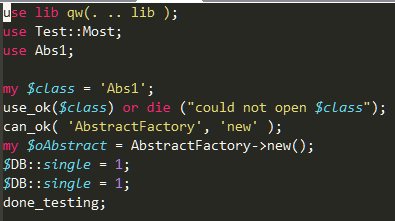 use lib qw(. .. lib );
use Test::Most;
use Abs1;
my $class = 'Abs1';
use_ok($class) or die ("could not open $class");
can_ok( 'AbstractFactory', 'new' );
my $oAbstract = AbstractFactory->new();
$DB::single = 1;
$DB::single = 1;
done_testing;